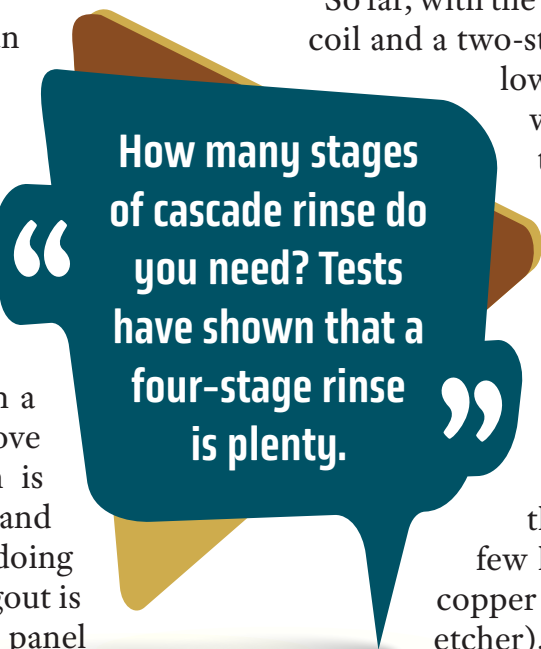 So far, with the
coil and a two-st
low
How many stages
of cascade rinse do
you need? Tests
have shown that a
four-stage rinse
is plenty.
“ ”
n a
ove
is
and
doing
gout is
panel
few
copper
etcher).